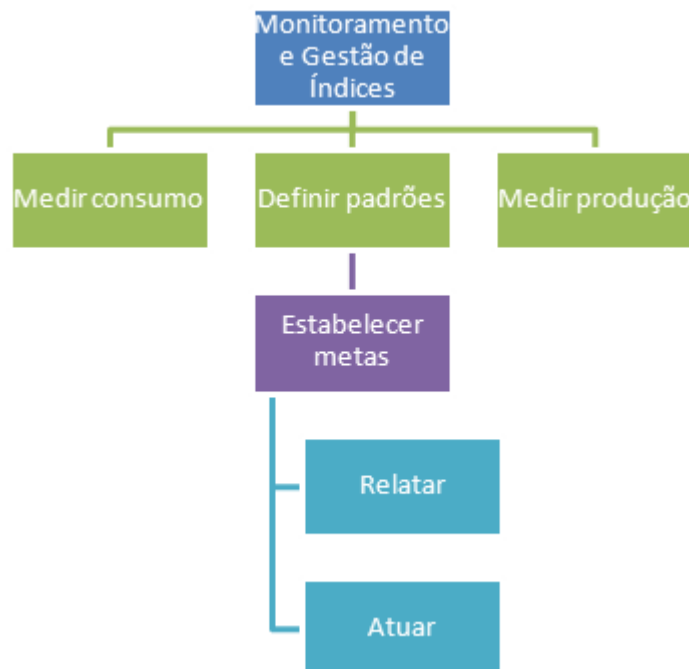 Monitoramento
e Gestão de
Índices
Medir consumo
Definir padrões
Medir produção
Estabelecer
metas
Relatar
Atuar